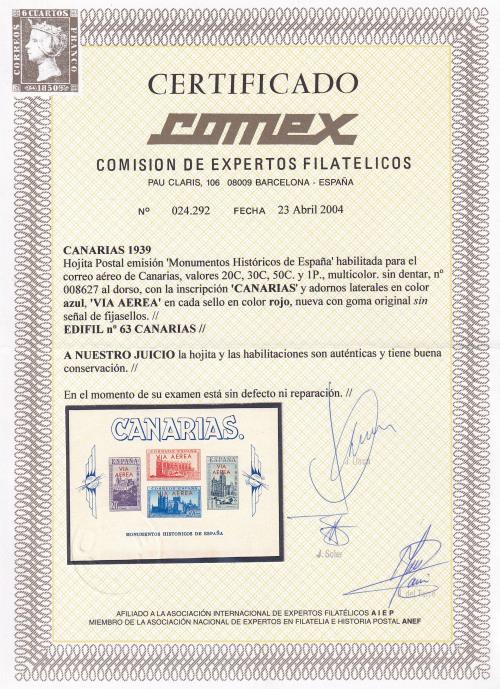 6 CUARTOS
CORREOS
FRANCO
1850
CERTIFICADO
comex
COMISION DE EXPERTOS FILATELICOS
PAU CLARIS, 106 08009 BARCELONA - ESPAÑA
Nº 024.292 FECHA 23 Abril 2004
CANARIAS 1939
Hojita Postal emisión 'Monumentos Históricos de España' habilitada para el
correo aéreo de Canarias, valores 20C, 30C, 50C. y 1P., multicolor. sin dentar, nº
008627 al dorso, con la inscripción 'CANARIAS' y adornos laterales en color
azul, 'VIA AEREA' en cada sello en color rojo, nueva con goma original sin
señal de fijasellos. //
EDIFIL nº 63 CANARIAS //
A NUESTRO JUICIO la hojita y las habilitaciones son auténticas y tiene buena
conservación. //
En el momento de su examen está sin defecto ni reparación. //
CANARIAS.
ESPAÑA
VIA
AEREA
CORREOS ESPAÑA
VIA
AEREA
ESPAÑA
VIA
AEREA
VIA
AEREA
MONUMENTOS HISTORICOS DE ESPAÑA
J. Soler
AFILIADO A LA ASOCIACIÓN INTERNACIONAL DE EXPERTOS FILATÉLICOS A I E P
MIEMBRO DE LA ASOCIACIÓN NACIONAL DE EXPERTOS EN FILATELIA E HISTORIA POSTAL ANEF